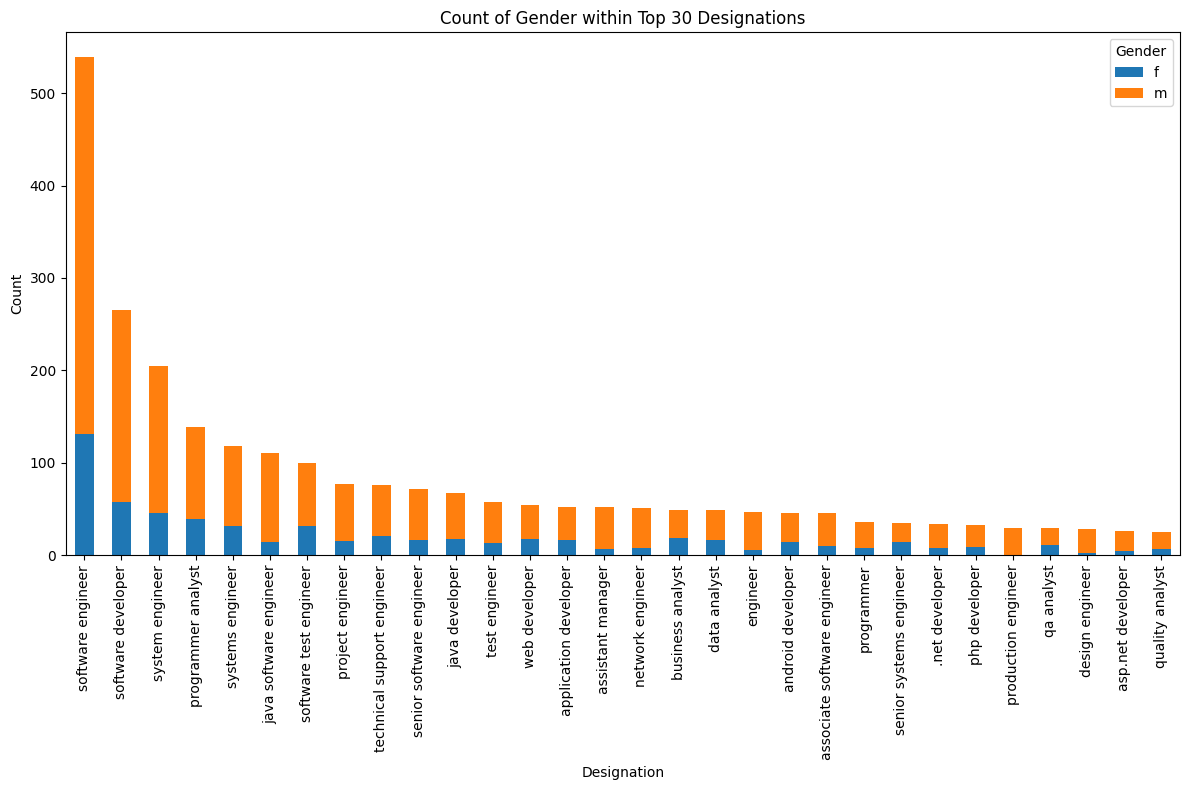 Count of Gender within Top 30 Designations
Gender
f
m
500
400
300
200
100
0
Count
software engineer
software developer
system engineer
programmer analyst
systems engineer
java software engineer
software test engineer
project engineer
technical support engineer
senior software engineer
java developer
test engineer
web developer
application developer
assistant manager
network engineer
business analyst
data analyst
engineer
android developer
associate software engineer
programmer
senior systems engineer
.net developer
php developer
production engineer
qa analyst
design engineer
asp.net developer
quality analyst
Designation